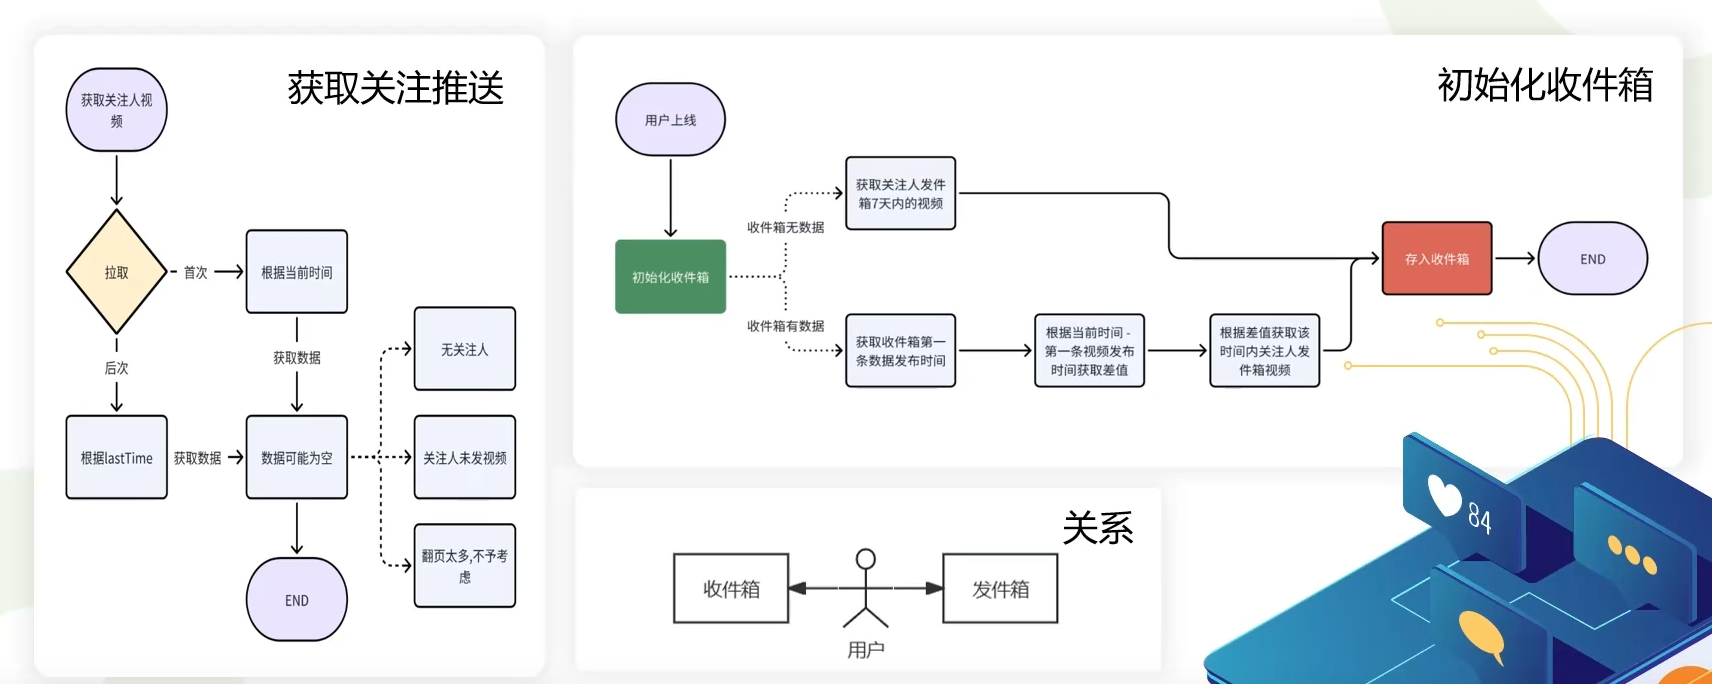 获取关注推送
获取关注人视
频
拉取
首次
根据当前时间
后次
获取数据
根据lastTime
获取数据
数据可能为空
无关注人
关注人未发视频
翻页太多,不予考
虑
END
初始化收件箱
用户上线
初始化收件箱
收件箱无数据
获取关注人发件
箱7天内的视频
收件箱有数据
获取收件箱第一
条数据发布时间
根据当前时间 -
第一条视频发布
时间获取差值
根据差值获取该
时间内关注人发
件箱视频
存入收件箱
END
关系
收件箱
用户
发件箱
84